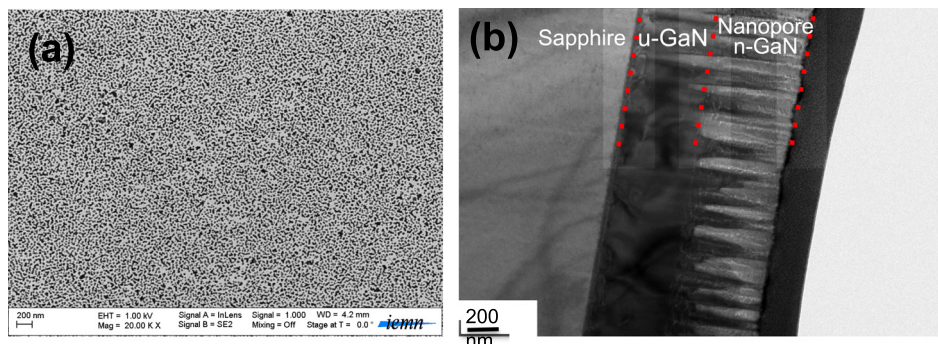 (a)
200 nm
EHT = 1.00 kV
Mag = 20.00 K X
Signal A = InLens
Signal B = SE2
Signal = 1.000
Mixing = Off
WD = 4.2 mm
Stage at T = 0.0 °
iemn
(b)
Sapphire
u-GaN
Nanopore
n-GaN
200
nm